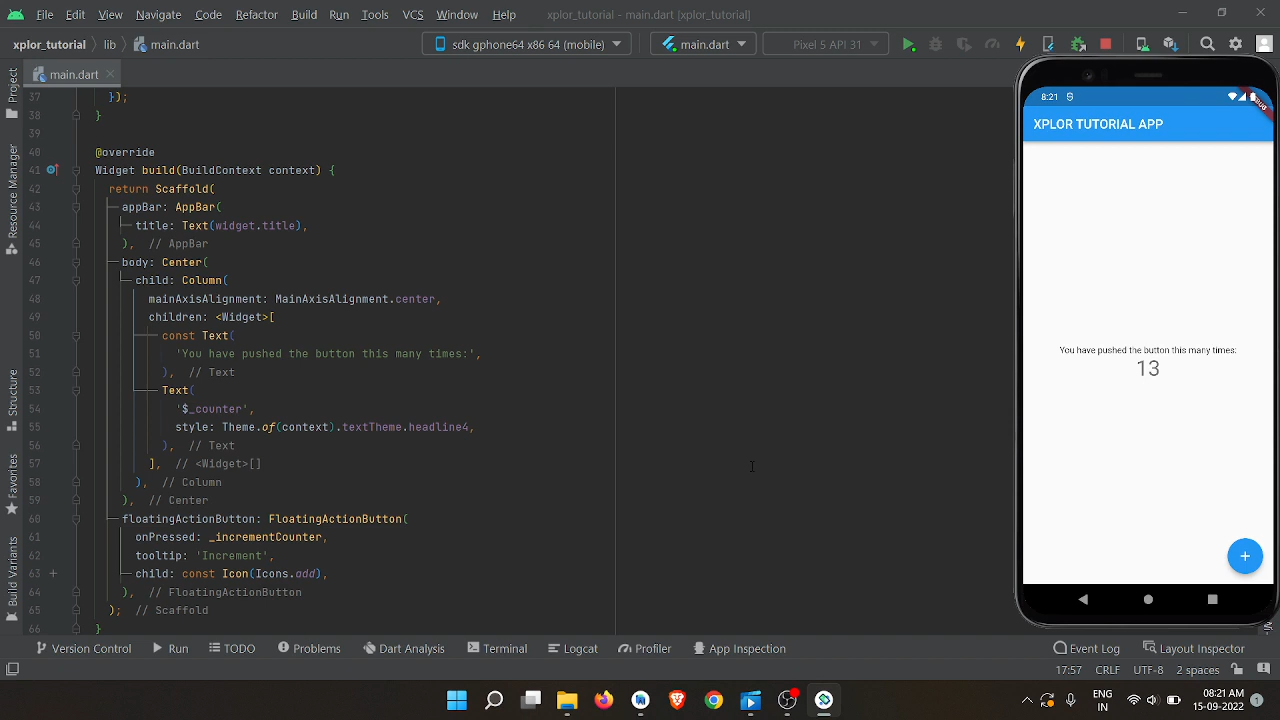 File Edit View Navigate Code Refactor Build Run Tools VCS Window Help xplor_tutorial - main.dart [xplor_tutorial]
xplor_tutorial lib main.dart sdk gphone64 x86 64 (mobile) main.dart Pixel 5 API 31
main.dart
Project
Resource Manager
Structure
Favorites
Build Variants
37 });
38 }
39
40 @override
41 Widget build(BuildContext context) {
42 return Scaffold(
43 appBar: AppBar(
44 title: Text(widget.title),
45 ), // AppBar
46 body: Center(
47 child: Column(
48 mainAxisAlignment: MainAxisAlignment.center,
49 children: <Widget>[
50 const Text(
51 'You have pushed the button this many times:',
52 ), // Text
53 Text(
54 '$_counter',
55 style: Theme.of(context).textTheme.headline4,
56 ), // Text
57 ], // <Widget>[]
58 ), // Column
59 ), // Center
60 floatingActionButton: FloatingActionButton(
61 onPressed: _incrementCounter,
62 tooltip: 'Increment',
63 child: const Icon(Icons.add),
64 ), // FloatingActionButton
65 ); // Scaffold
66 }
8:21
DEBUG
XPLOR TUTORIAL APP
You have pushed the button this many times:
13
+
Version Control Run TODO Problems Dart Analysis Terminal Logcat Profiler App Inspection Event Log Layout Inspector
17:57 CRLF UTF-8 2 spaces
ENG
IN
08:21 AM
15-09-2022
1